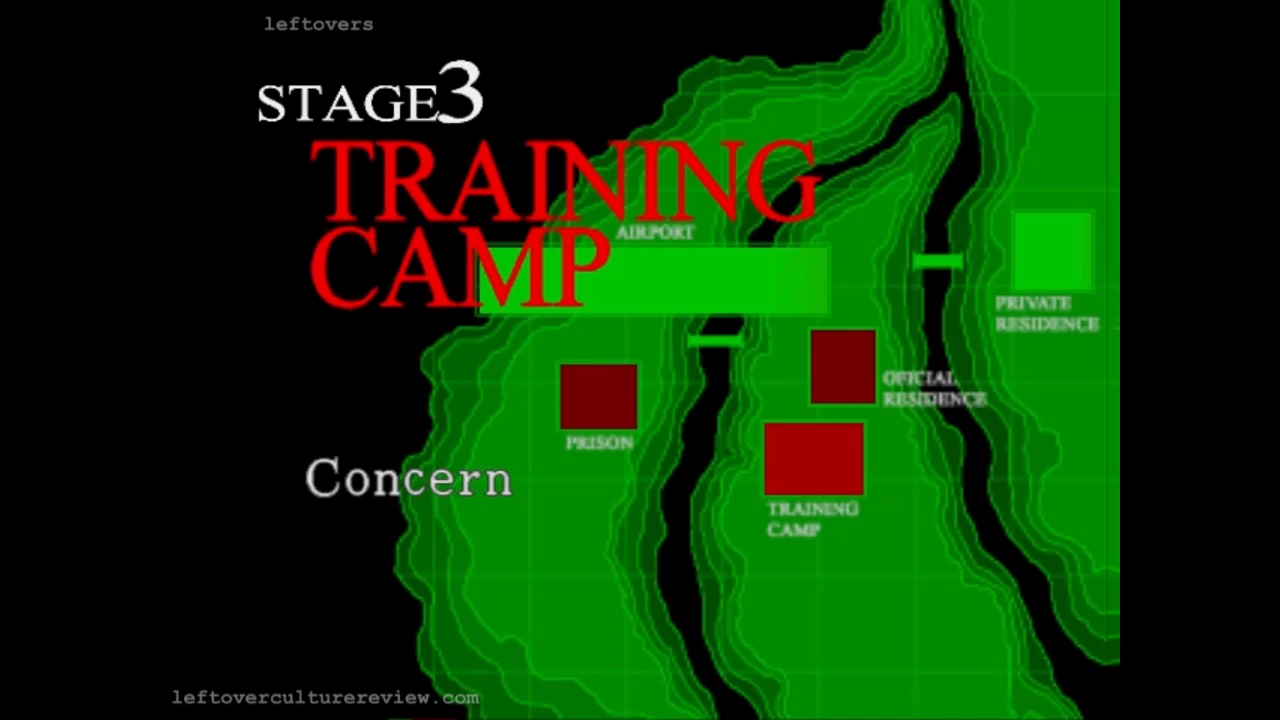 leftovers
STAGE3
TRAINING
CAMP
AIRPORT
PRIVATE
RESIDENCE
OFICIAL
RESIDENCE
PRISON
Concern
TRAINING
CAMP
leftoverculturereview.com